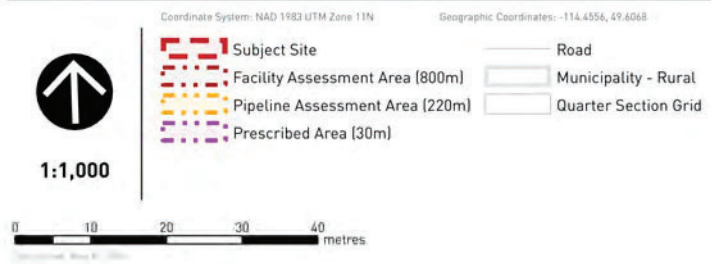 Coordinate System: NAD 1983 UTM Zone 11N
Geographic Coordinates: -114.4556, 49.6068
Subject Site
Facility Assessment Area (800m)
Pipeline Assessment Area (220m)
Prescribed Area (30m)
Road
Municipality - Rural
Quarter Section Grid
1:1,000
0 10 20 30 40
metres